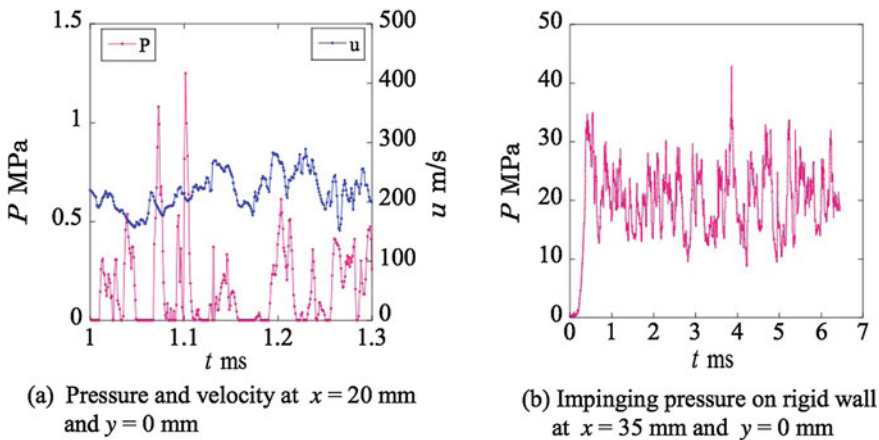 1.5
1
0.5
0
P MPa
P
u
500
400
300
200
100
0
u m/s
1 1.1 1.2 1.3
t ms
(a) Pressure and velocity at x = 20 mm
and y = 0 mm
50
40
30
20
10
0
P MPa
0 1 2 3 4 5 6 7
t ms
(b) Impinging pressure on rigid wall
at x = 35 mm and y = 0 mm